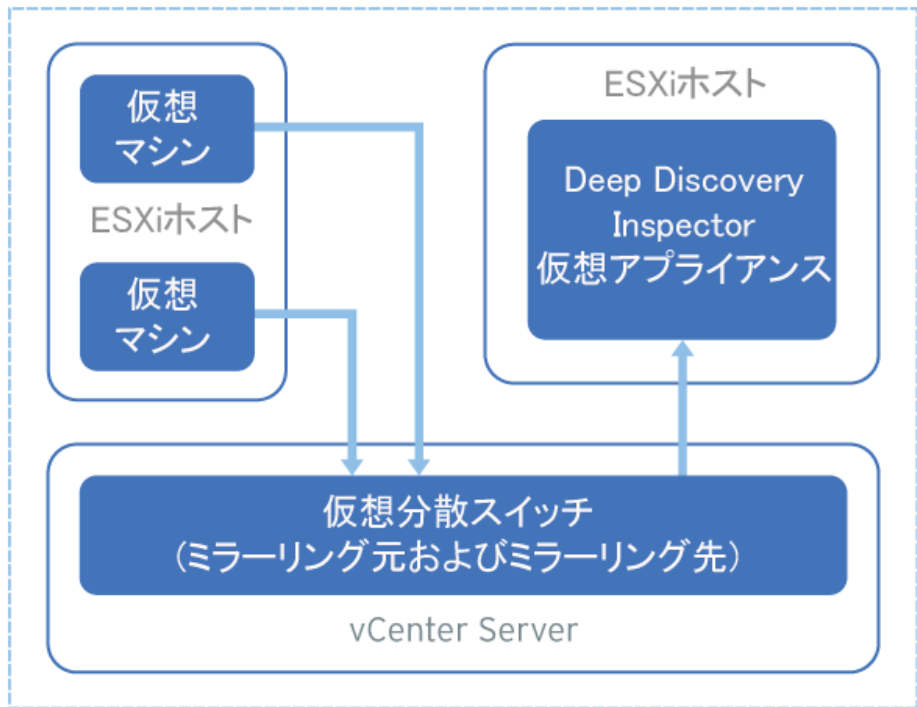 仮想
マシン
ESXiホスト
仮想
マシン
ESXiホスト
Deep Discovery
Inspector
仮想アプライアンス
仮想分散スイッチ
(ミラーリング元およびミラーリング先)
vCenter Server